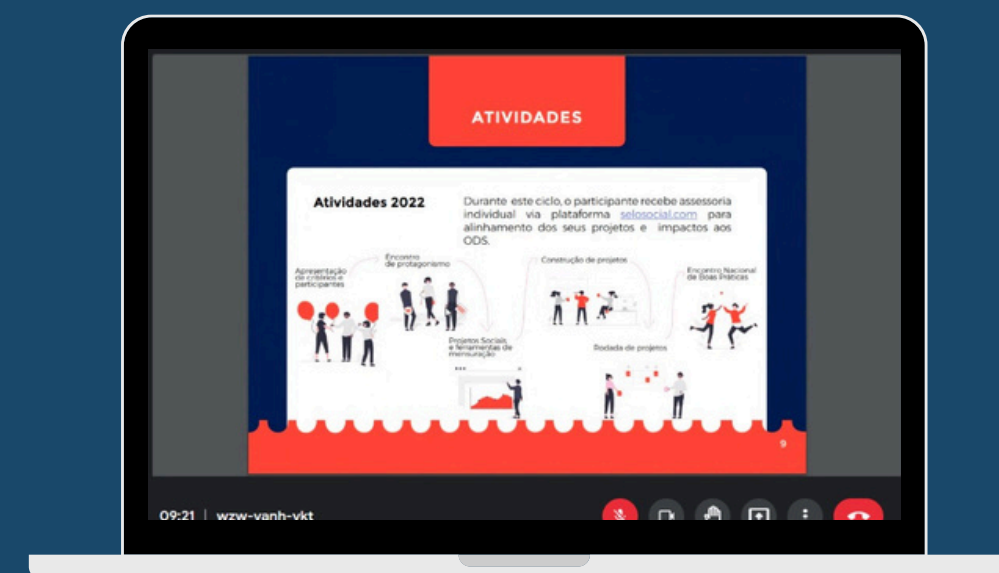 ATIVIDADES
Atividades 2022
Durante este ciclo, o participante recebe assessoria
individual via plataforma selosocial.com para
alinhamento dos seus projetos e impactos aos
ODS.
Apresentação
de critérios e
participantes
Encontro
de protagonismo
Projetos Sociais
e ferramentas de
mensuração
Construção de projetos
Rodada de projetos
Encontro Nacional
de Boas Práticas
9
09:21 | wzw-vanh-vkt